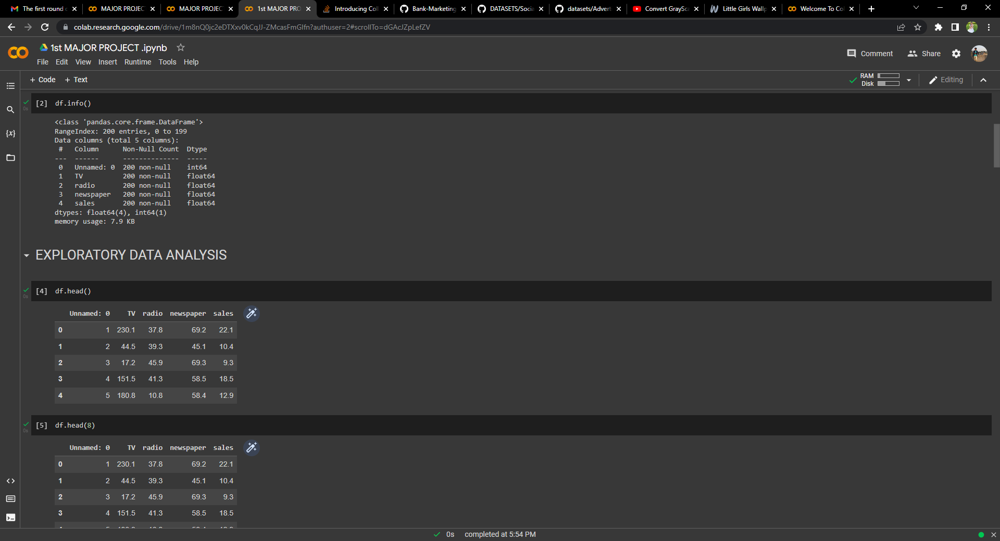 The first round c
MAJOR PROJEC
MAJOR PROJEC
1st MAJOR PRO
Introducing Coll
Bank-Marketing
DATASETS/Socia
datasets/Advert
Convert GraySca
Little Girls Wallp
Welcome To Col
colab.research.google.com/drive/1m8nQ0jc2eDTXxv0kCqJJ-ZMcasFmGlfn?authuser=2#scrollTo=dGAcJZpLefZV
1st MAJOR PROJECT .ipynb
Comment
Share
File Edit View Insert Runtime Tools Help
+ Code + Text
RAM
Disk
Editing
[2] df.info()
0s
<class 'pandas.core.frame.DataFrame'>
RangeIndex: 200 entries, 0 to 199
Data columns (total 5 columns):
# Column Non-Null Count Dtype
--- ------ -------------- -----
0 Unnamed: 0 200 non-null int64
1 TV 200 non-null float64
2 radio 200 non-null float64
3 newspaper 200 non-null float64
4 sales 200 non-null float64
dtypes: float64(4), int64(1)
memory usage: 7.9 KB
EXPLORATORY DATA ANALYSIS
[4] df.head()
0s
Unnamed: 0 TV radio newspaper sales
0 1 230.1 37.8 69.2 22.1
1 2 44.5 39.3 45.1 10.4
2 3 17.2 45.9 69.3 9.3
3 4 151.5 41.3 58.5 18.5
4 5 180.8 10.8 58.4 12.9
[5] df.head(8)
0s
Unnamed: 0 TV radio newspaper sales
0 1 230.1 37.8 69.2 22.1
1 2 44.5 39.3 45.1 10.4
2 3 17.2 45.9 69.3 9.3
3 4 151.5 41.3 58.5 18.5
0s completed at 5:54 PM